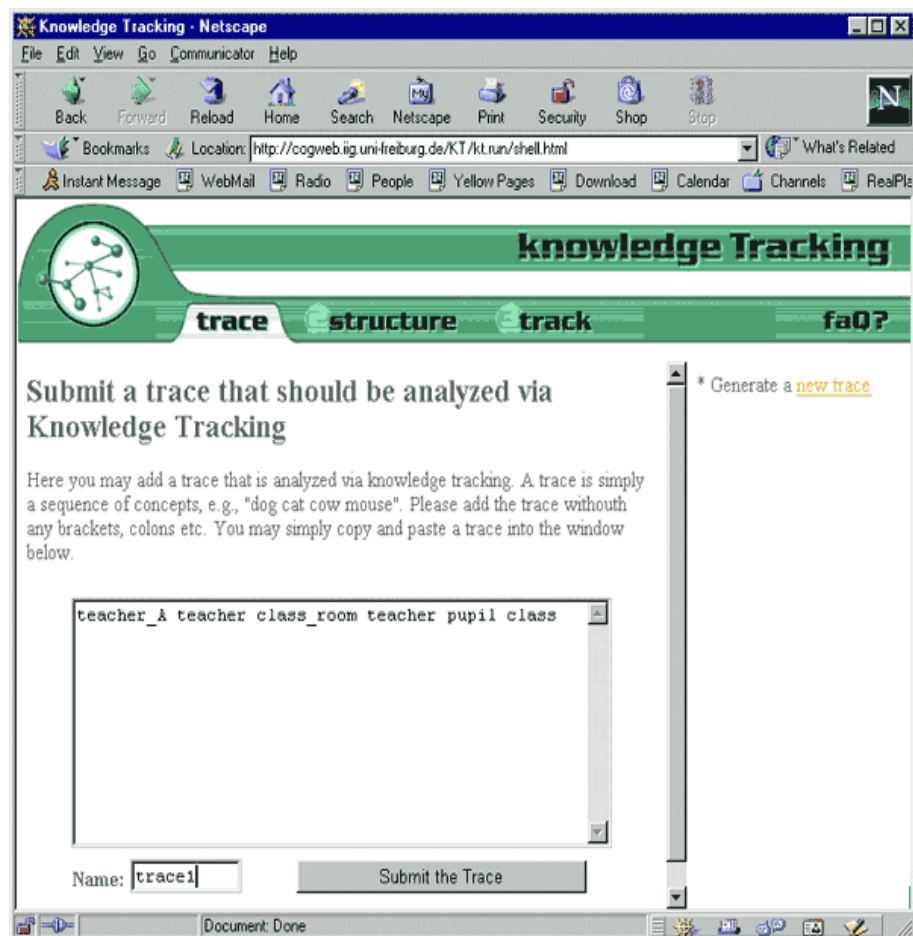 Knowledge Tracking - Netscape
File Edit View Go Communicator Help
Back Forward Reload Home Search My Netscape Print Security Shop Stop N
Bookmarks Location: http://cogweb.iig.uni-freiburg.de/KT/kt.run/shell.html What's Related
Instant Message WebMail Radio People Yellow Pages Download Calendar Channels RealPla
knowledge Tracking
trace 2structure 3track faQ?
Submit a trace that should be analyzed via
Knowledge Tracking
* Generate a new trace
Here you may add a trace that is analyzed via knowledge tracking. A trace is simply
a sequence of concepts, e.g., "dog cat cow mouse". Please add the trace withouth
any brackets, colons etc. You may simply copy and paste a trace into the window
below.
teacher_A teacher class_room teacher pupil class
Name: trace1 Submit the Trace
Document: Done